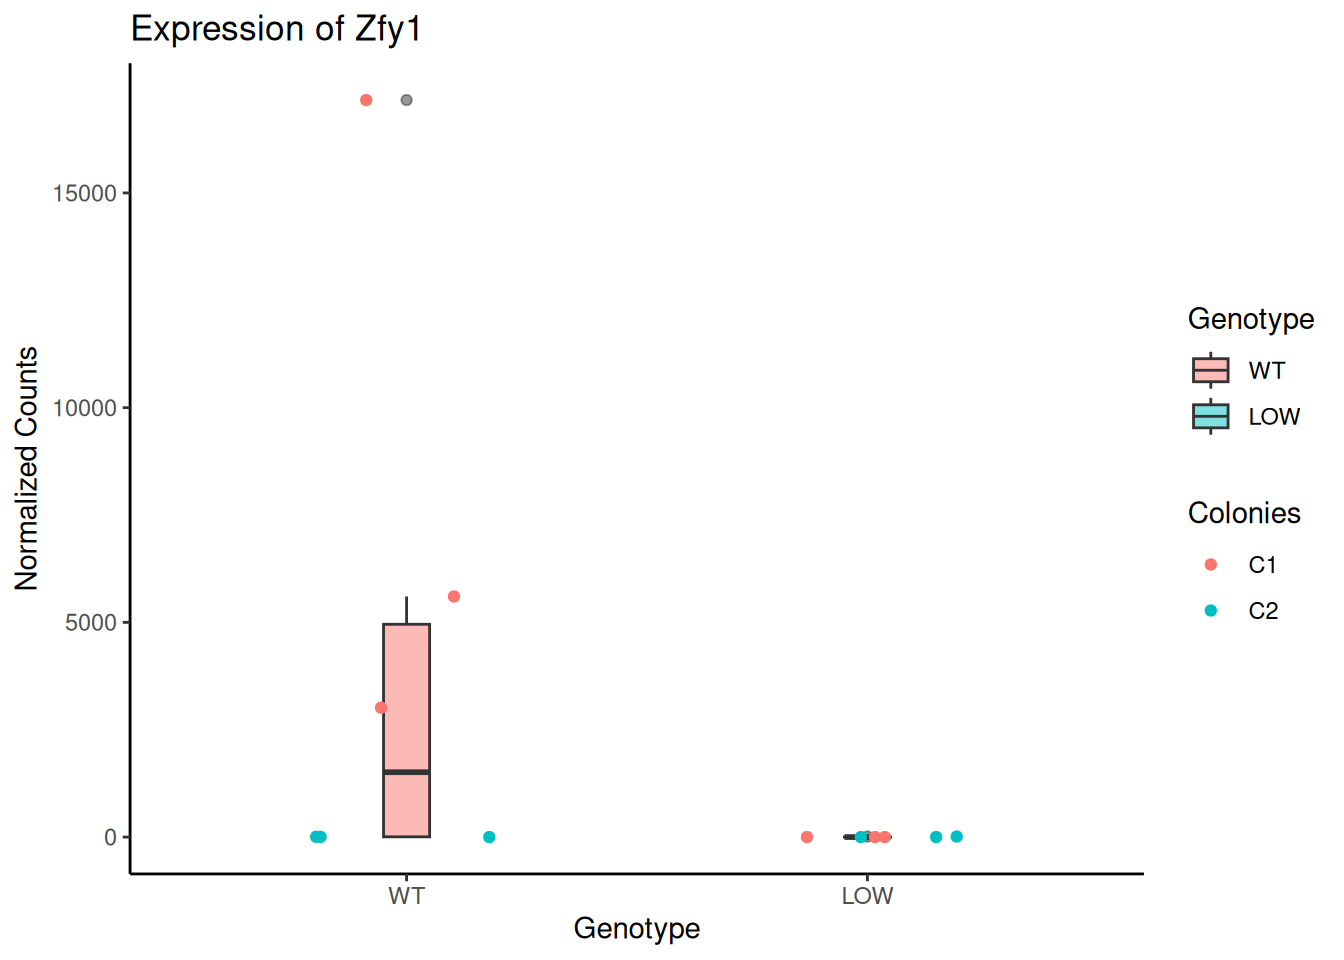 Expression of Zfy1
Normalized Counts
15000
10000
5000
0
WT
LOW
Genotype
Genotype
WT
LOW
Colonies
C1
C2